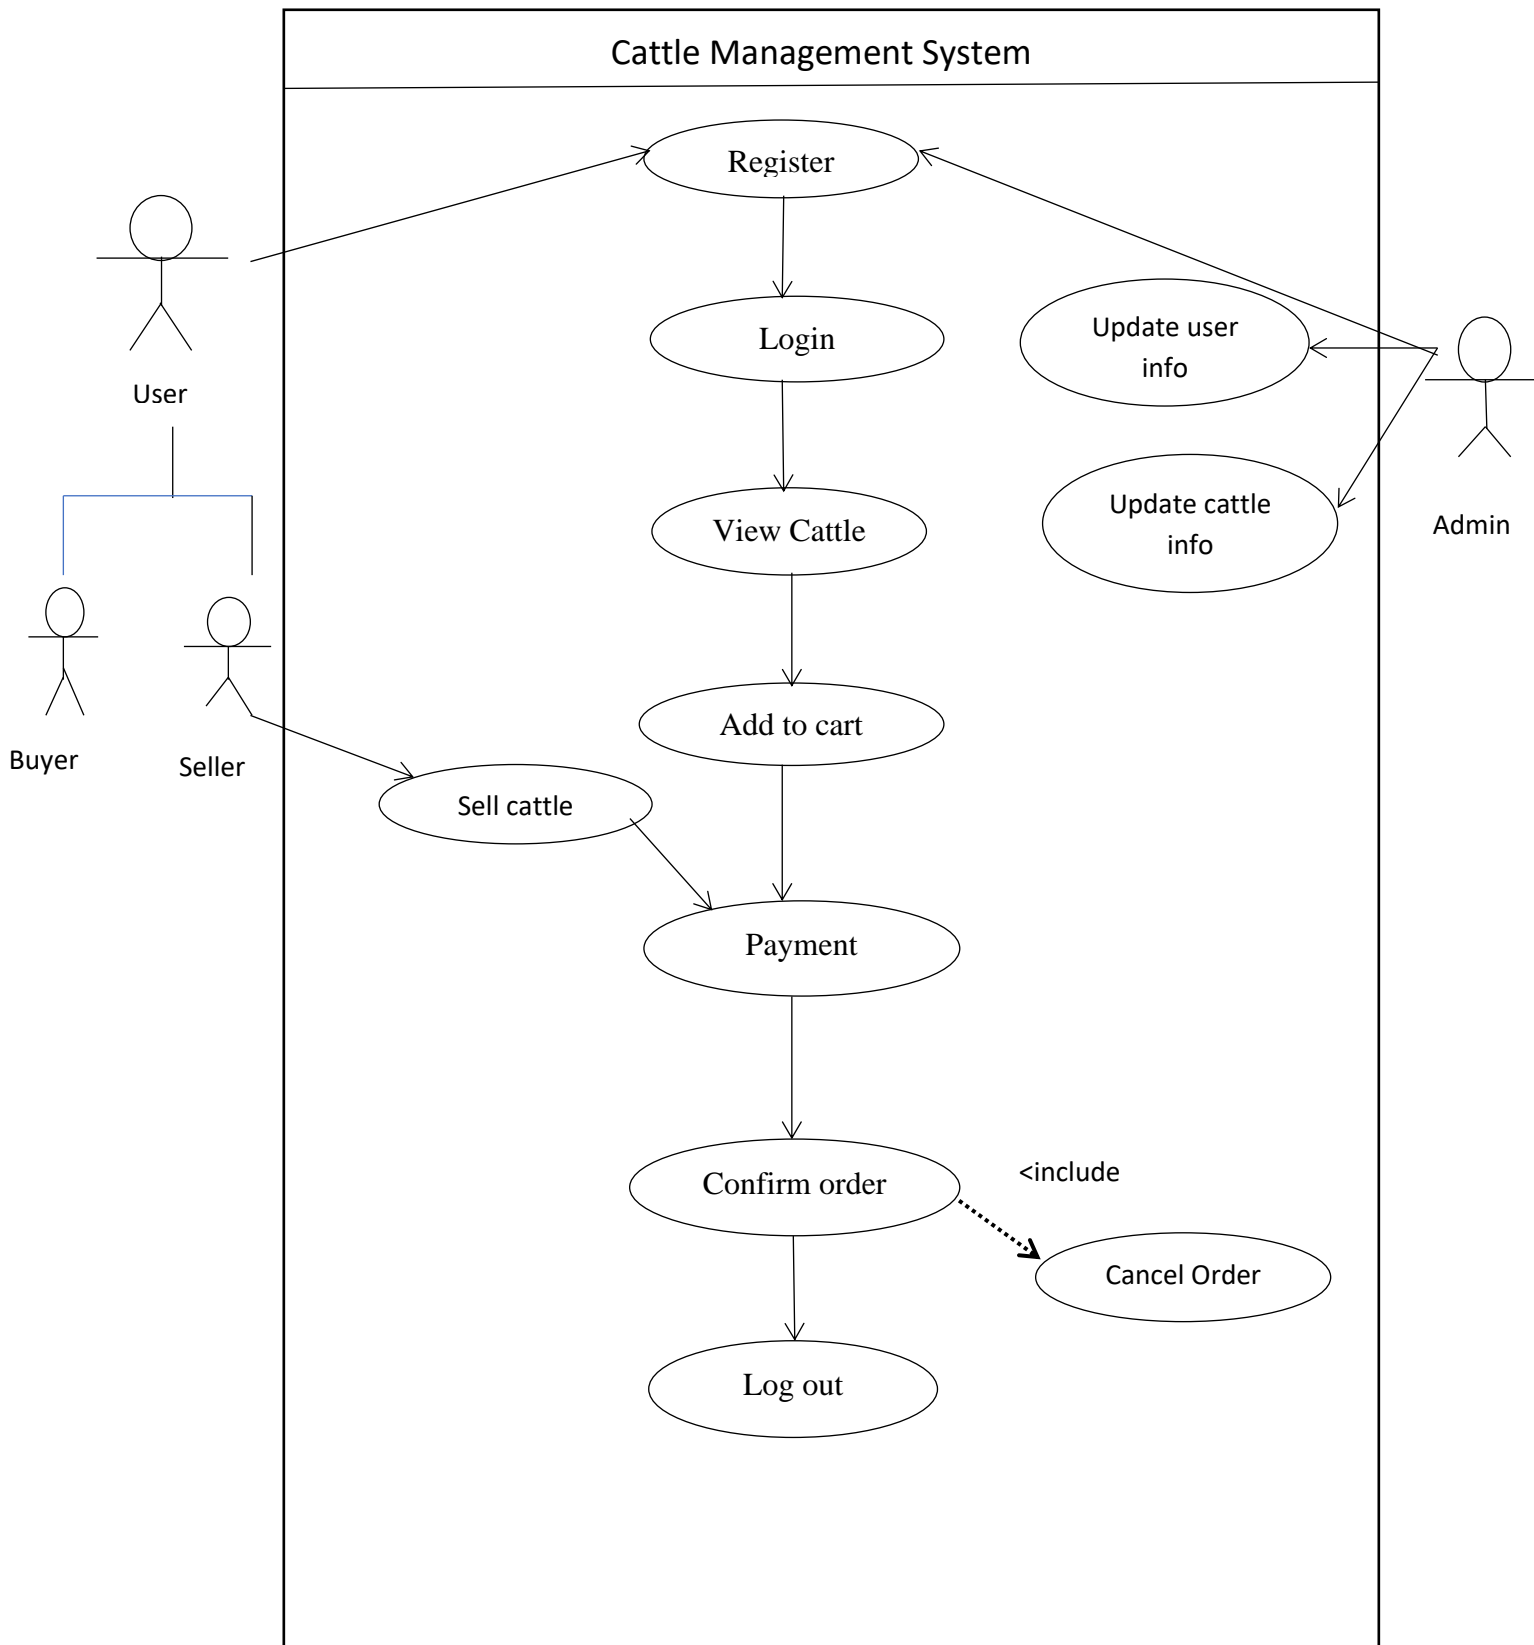 Cattle Management System
Register
Login
Update user
info
User
View Cattle
Update cattle
info
Admin
Add to cart
Buyer
Seller
Sell cattle
Payment
Confirm order
<include
Cancel Order
Log out